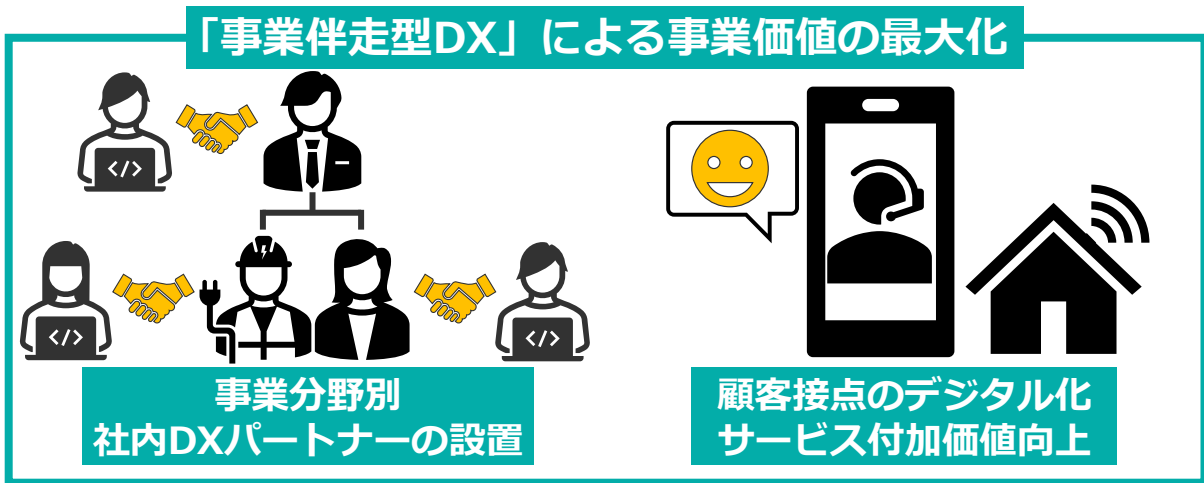 「事業伴走型DX」による事業価値の最大化
</>
</>
</>
事業分野別
社内DXパートナーの設置
顧客接点のデジタル化
サービス付加価値向上